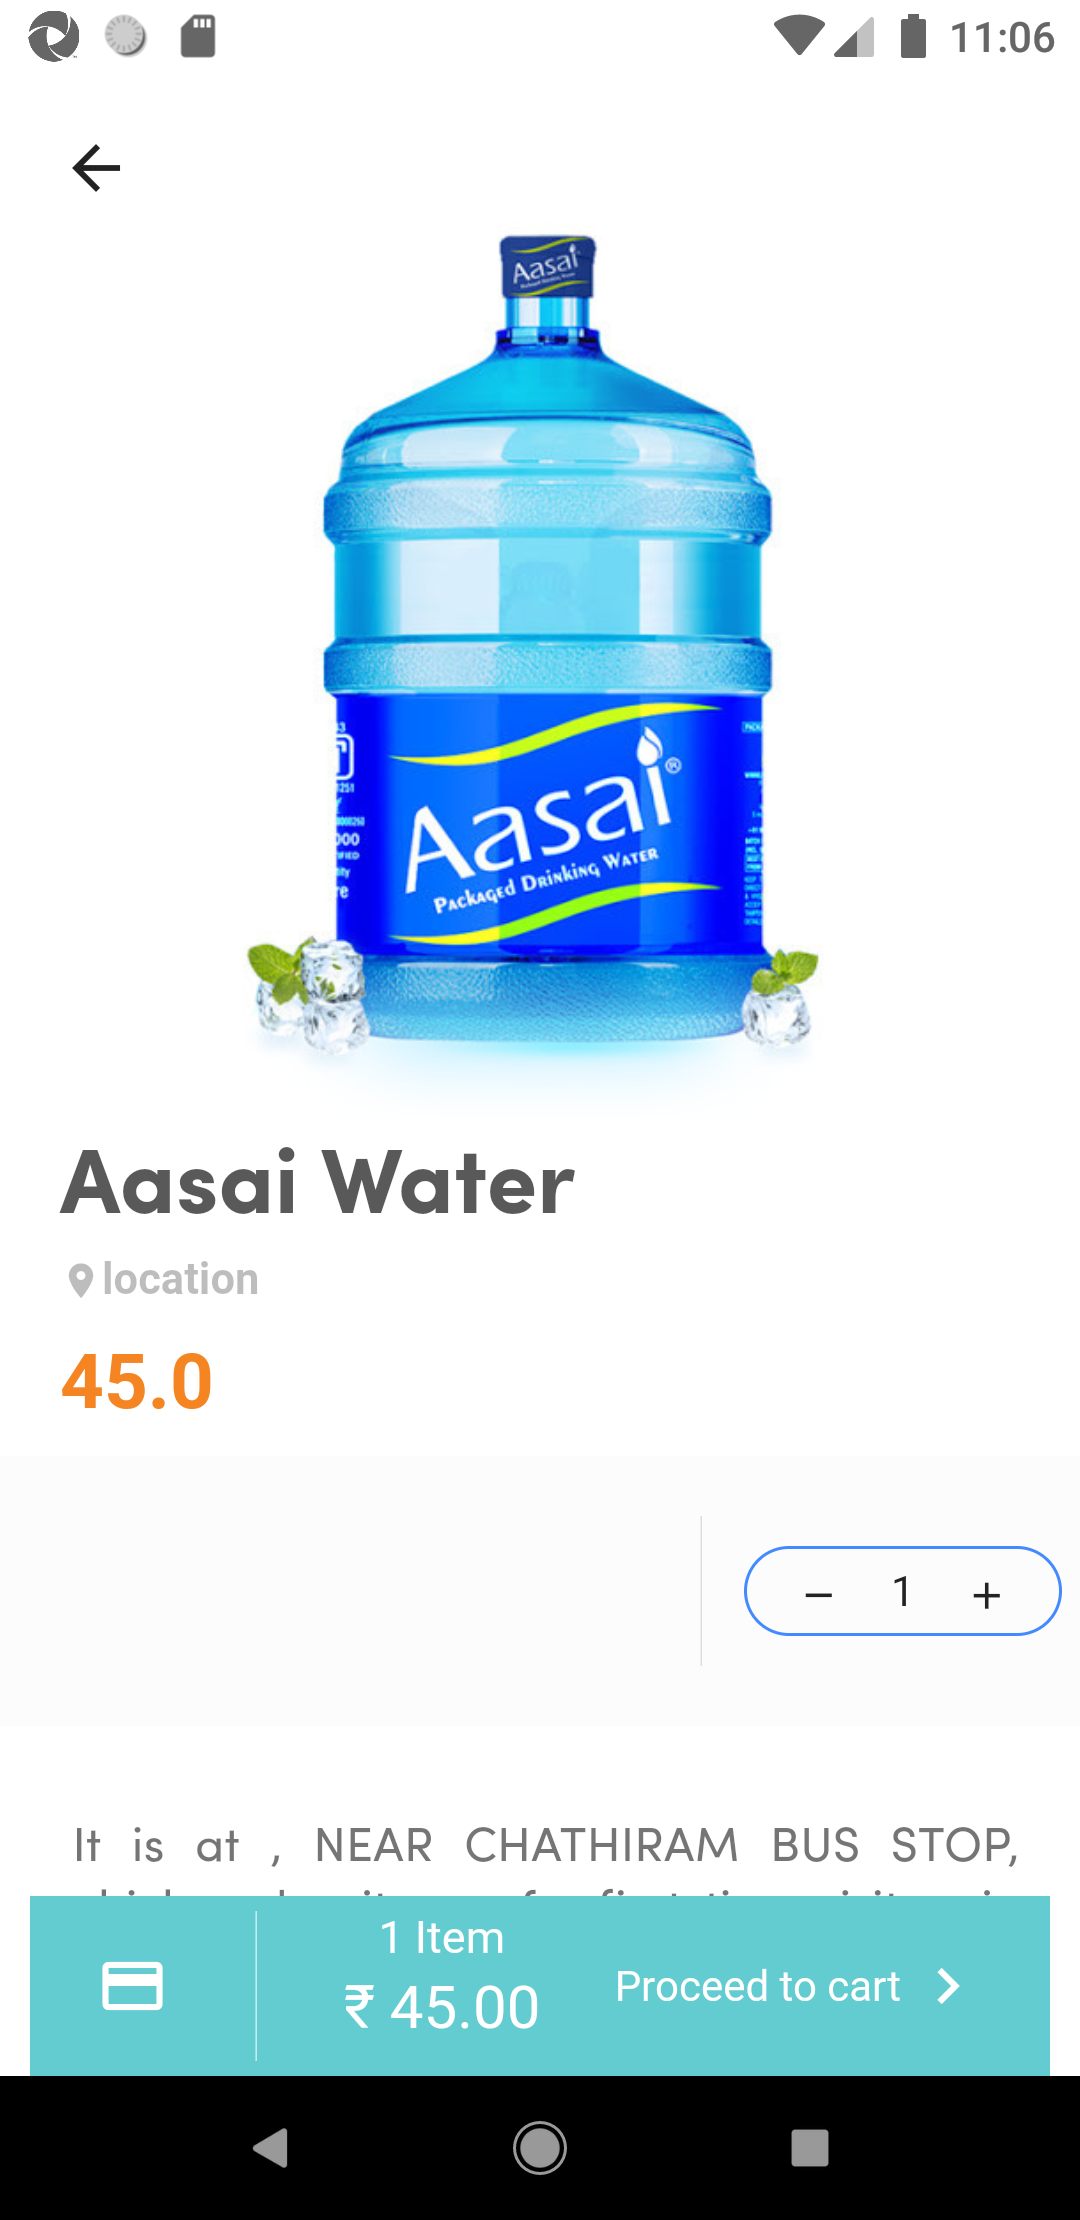 11:06
Aasai
Aasai
®
Packaged Drinking Water
Aasai Water
location
45.0
1
It is at , NEAR CHATHIRAM BUS STOP,
1 Item
₹ 45.00
Proceed to cart